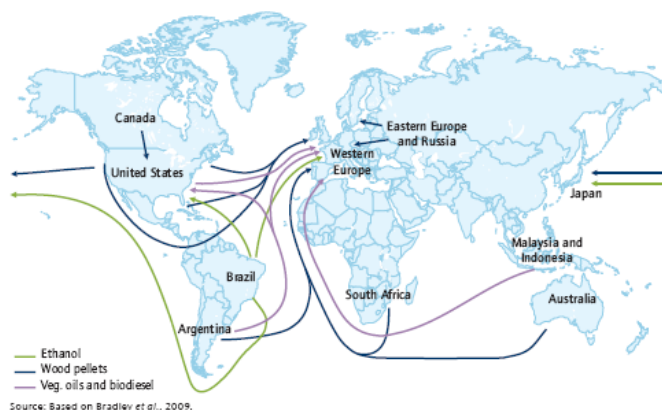 Canada
United States
Western
Europe
Eastern Europe
and Russia
Japan
Malaysia and
Indonesia
Brazil
South Africa
Australia
Argentina
Ethanol
Wood pellets
Veg. oils and biodiesel
Source: Based on Bradley et al., 2009.